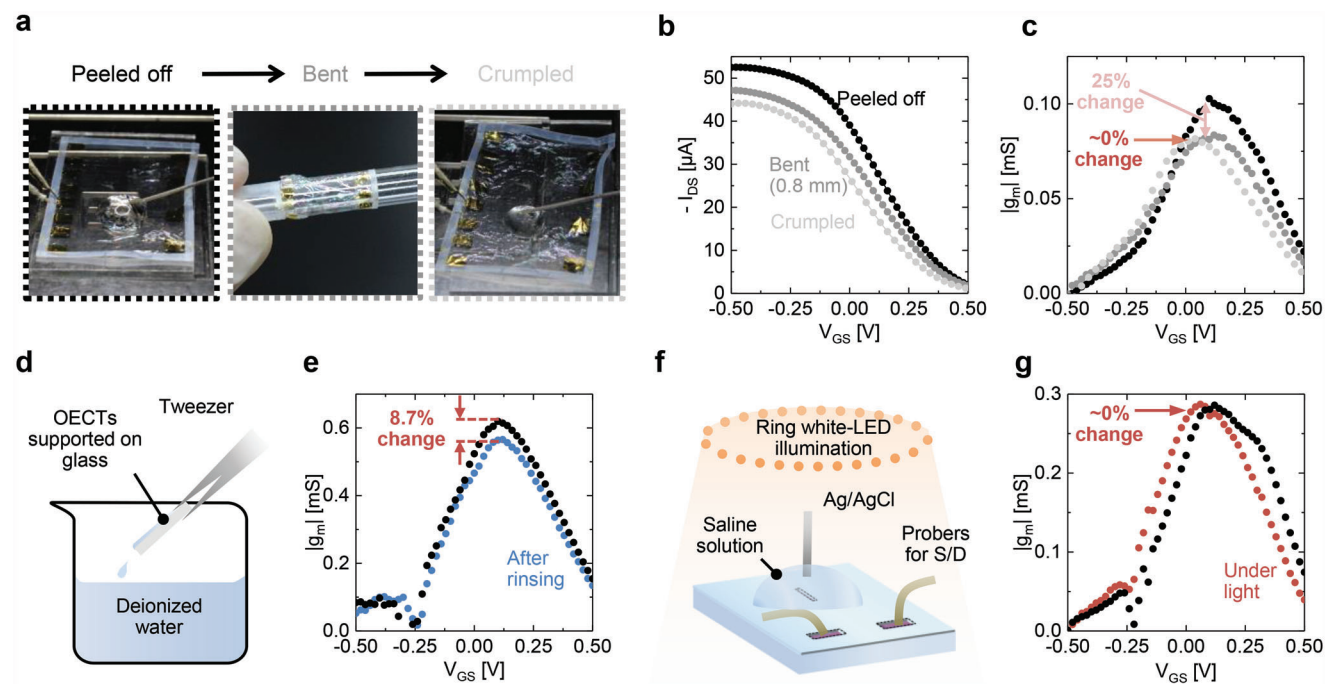 a
Peeled off
Bent
Crumpled
b
- I_DS [µA]
50
40
30
20
10
0
Peeled off
Bent
(0.8 mm)
Crumpled
-0.50
-0.25
0.00
0.25
0.50
V_GS [V]
c
|g_m| [mS]
0.10
0.05
0.00
25%
change
~0%
change
-0.50
-0.25
0.00
0.25
0.50
V_GS [V]
d
Tweezer
OECTs
supported on
glass
Deionized
water
e
|g_m| [mS]
0.6
0.4
0.2
0.0
8.7%
change
After
rinsing
-0.50
-0.25
0.00
0.25
0.50
V_GS [V]
f
Ring white-LED
illumination
Ag/AgCl
Saline
solution
Probers
for S/D
g
|g_m| [mS]
0.3
0.2
0.1
0.0
~0%
change
Under
light
-0.50
-0.25
0.00
0.25
0.50
V_GS [V]